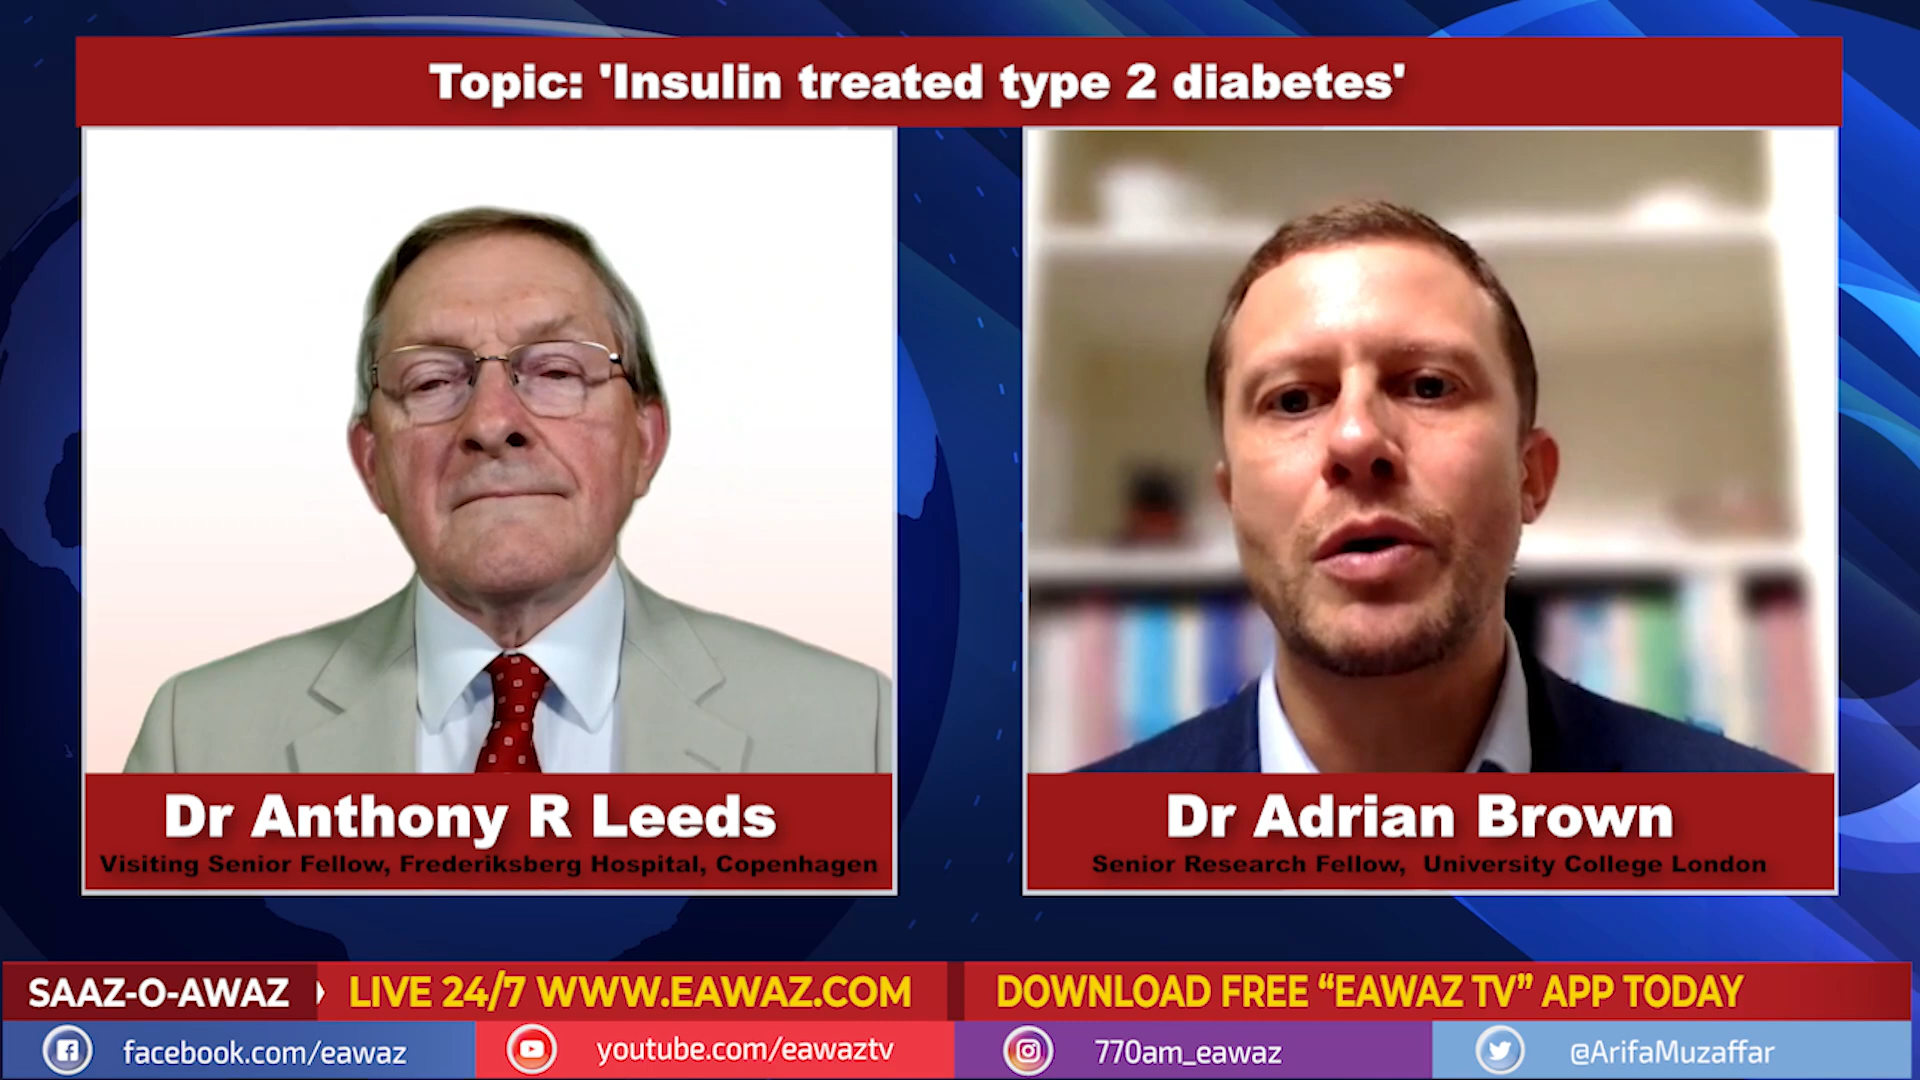 Topic: 'Insulin treated type 2 diabetes'
Dr Anthony R Leeds
Visiting Senior Fellow, Frederiksberg Hospital, Copenhagen
Dr Adrian Brown
Senior Research Fellow, University College London
SAAZ-O-AWAZ
LIVE 24/7 WWW.EAWAZ.COM
DOWNLOAD FREE “EAWAZ TV” APP TODAY
facebook.com/eawaz
youtube.com/eawaztv
770am_eawaz
@ArifaMuzaffar